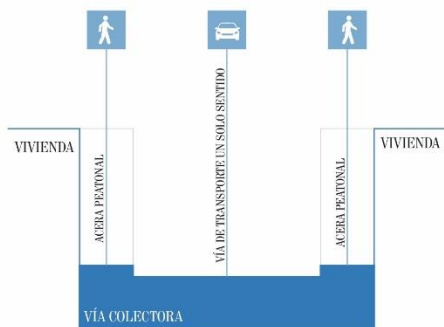 VIVIENDA
ACERA PEATONAL
VÍA DE TRANSPORTE UN SOLO SENTIDO
ACERA PEATONAL
VIVIENDA
VÍA COLECTORA